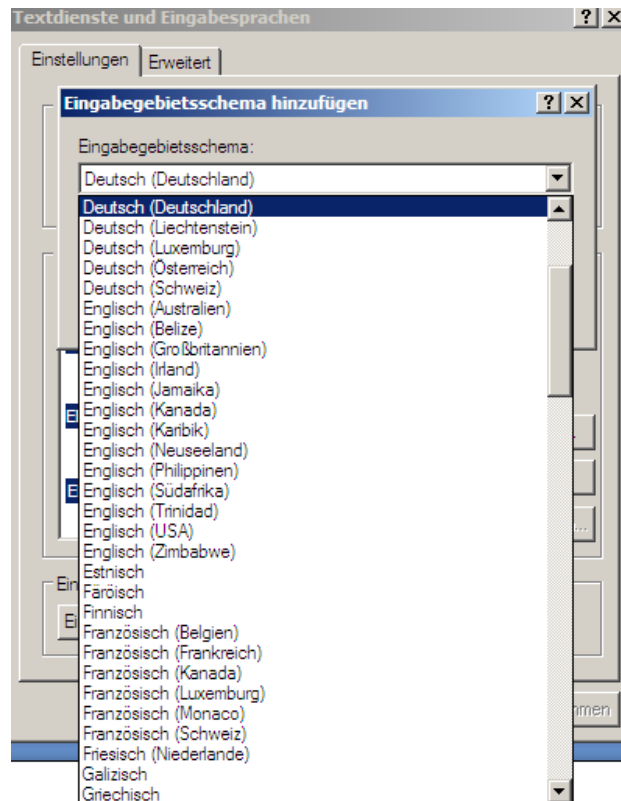 Textdienste und Eingabesprachen
Einstellungen
Erweitert
Eingabegebietsschema hinzufügen
Eingabegebietsschema:
Deutsch (Deutschland)
Deutsch (Deutschland)
Deutsch (Liechtenstein)
Deutsch (Luxemburg)
Deutsch (Österreich)
Deutsch (Schweiz)
Englisch (Australien)
Englisch (Belize)
Englisch (Großbritannien)
Englisch (Irland)
Englisch (Jamaika)
Englisch (Kanada)
Englisch (Karibik)
Englisch (Neuseeland)
Englisch (Philippinen)
Englisch (Südafrika)
Englisch (Trinidad)
Englisch (USA)
Englisch (Zimbabwe)
Estnisch
Färöisch
Finnisch
Französisch (Belgien)
Französisch (Frankreich)
Französisch (Kanada)
Französisch (Luxemburg)
Französisch (Monaco)
Französisch (Schweiz)
Friesisch (Niederlande)
Galizisch
Griechisch